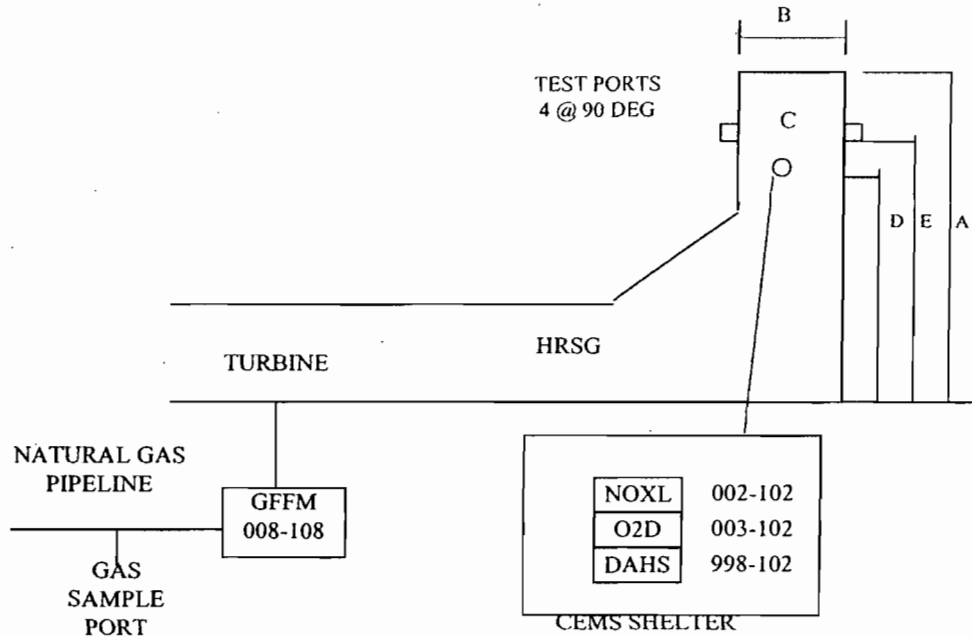 B
TEST PORTS
4 @ 90 DEG
C
D E A
HRSG
TURBINE
NATURAL GAS
PIPELINE
GFFM
008-108
GAS
SAMPLE
PORT
NOXL 002-102
O2D 003-102
DAHS 998-102
CEMS SHELTER